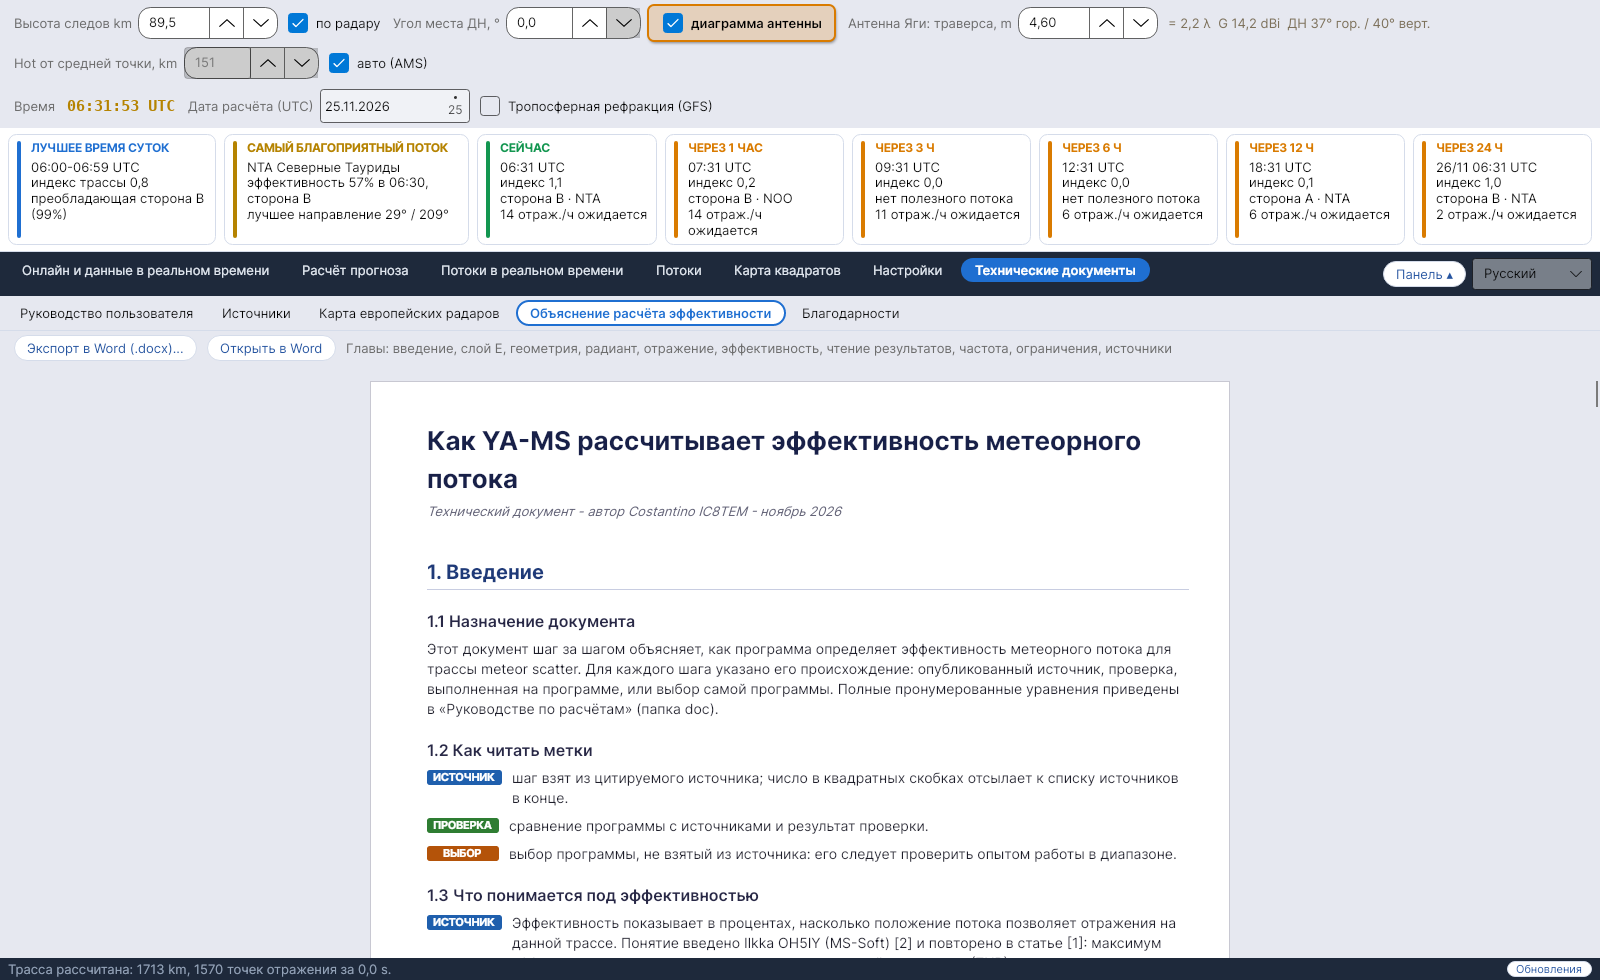 Высота следов km 89,5 по радару Угол места ДН, ° 0,0 диаграмма антенны Антенна Яги: траверса, m 4,60 = 2,2 λ G 14,2 dBi ДН 37° гор. / 40° верт.
Hot от средней точки, km 151 авто (AMS)
Время 06:31:53 UTC Дата расчёта (UTC) 25.11.2026 25 Тропосферная рефракция (GFS)
ЛУЧШЕЕ ВРЕМЯ СУТОК
06:00-06:59 UTC
индекс трассы 0,8
преобладающая сторона B
(99%)
САМЫЙ БЛАГОПРИЯТНЫЙ ПОТОК
NTA Северные Тауриды
эффективность 57% в 06:30,
сторона B
лучшее направление 29° / 209°
СЕЙЧАС
06:31 UTC
индекс 1,1
сторона B · NTA
14 отраж./ч ожидается
ЧЕРЕЗ 1 ЧАС
07:31 UTC
индекс 0,2
сторона B · NOO
14 отраж./ч
ожидается
ЧЕРЕЗ 3 Ч
09:31 UTC
индекс 0,0
нет полезного потока
11 отраж./ч ожидается
ЧЕРЕЗ 6 Ч
12:31 UTC
индекс 0,0
нет полезного потока
6 отраж./ч ожидается
ЧЕРЕЗ 12 Ч
18:31 UTC
индекс 0,1
сторона A · NTA
6 отраж./ч ожидается
ЧЕРЕЗ 24 Ч
26/11 06:31 UTC
индекс 1,0
сторона B · NTA
2 отраж./ч ожидается
Онлайн и данные в реальном времени Расчёт прогноза Потоки в реальном времени Потоки Карта квадратов Настройки Технические документы Панель ▴ Русский
Руководство пользователя Источники Карта европейских радаров Объяснение расчёта эффективности Благодарности
Экспорт в Word (.docx)... Открыть в Word Главы: введение, слой E, геометрия, радиант, отражение, эффективность, чтение результатов, частота, ограничения, источники
Как YA-MS рассчитывает эффективность метеорного
потока
Технический документ - автор Costantino IC8TEM - ноябрь 2026
1. Введение
1.1 Назначение документа
Этот документ шаг за шагом объясняет, как программа определяет эффективность метеорного потока для
трассы meteor scatter. Для каждого шага указано его происхождение: опубликованный источник, проверка,
выполненная на программе, или выбор самой программы. Полные пронумерованные уравнения приведены
в «Руководстве по расчётам» (папка doc).
1.2 Как читать метки
ИСТОЧНИК шаг взят из цитируемого источника; число в квадратных скобках отсылает к списку источников
в конце.
ПРОВЕРКА сравнение программы с источниками и результат проверки.
ВЫБОР выбор программы, не взятый из источника: его следует проверить опытом работы в диапазоне.
1.3 Что понимается под эффективностью
ИСТОЧНИК Эффективность показывает в процентах, насколько положение потока позволяет отражения на
данной трассе. Понятие введено Ilkka OH5IY (MS-Soft) [2] и повторено в статье [1]: максимум
Трасса рассчитана: 1713 km, 1570 точек отражения за 0,0 s. Обновления